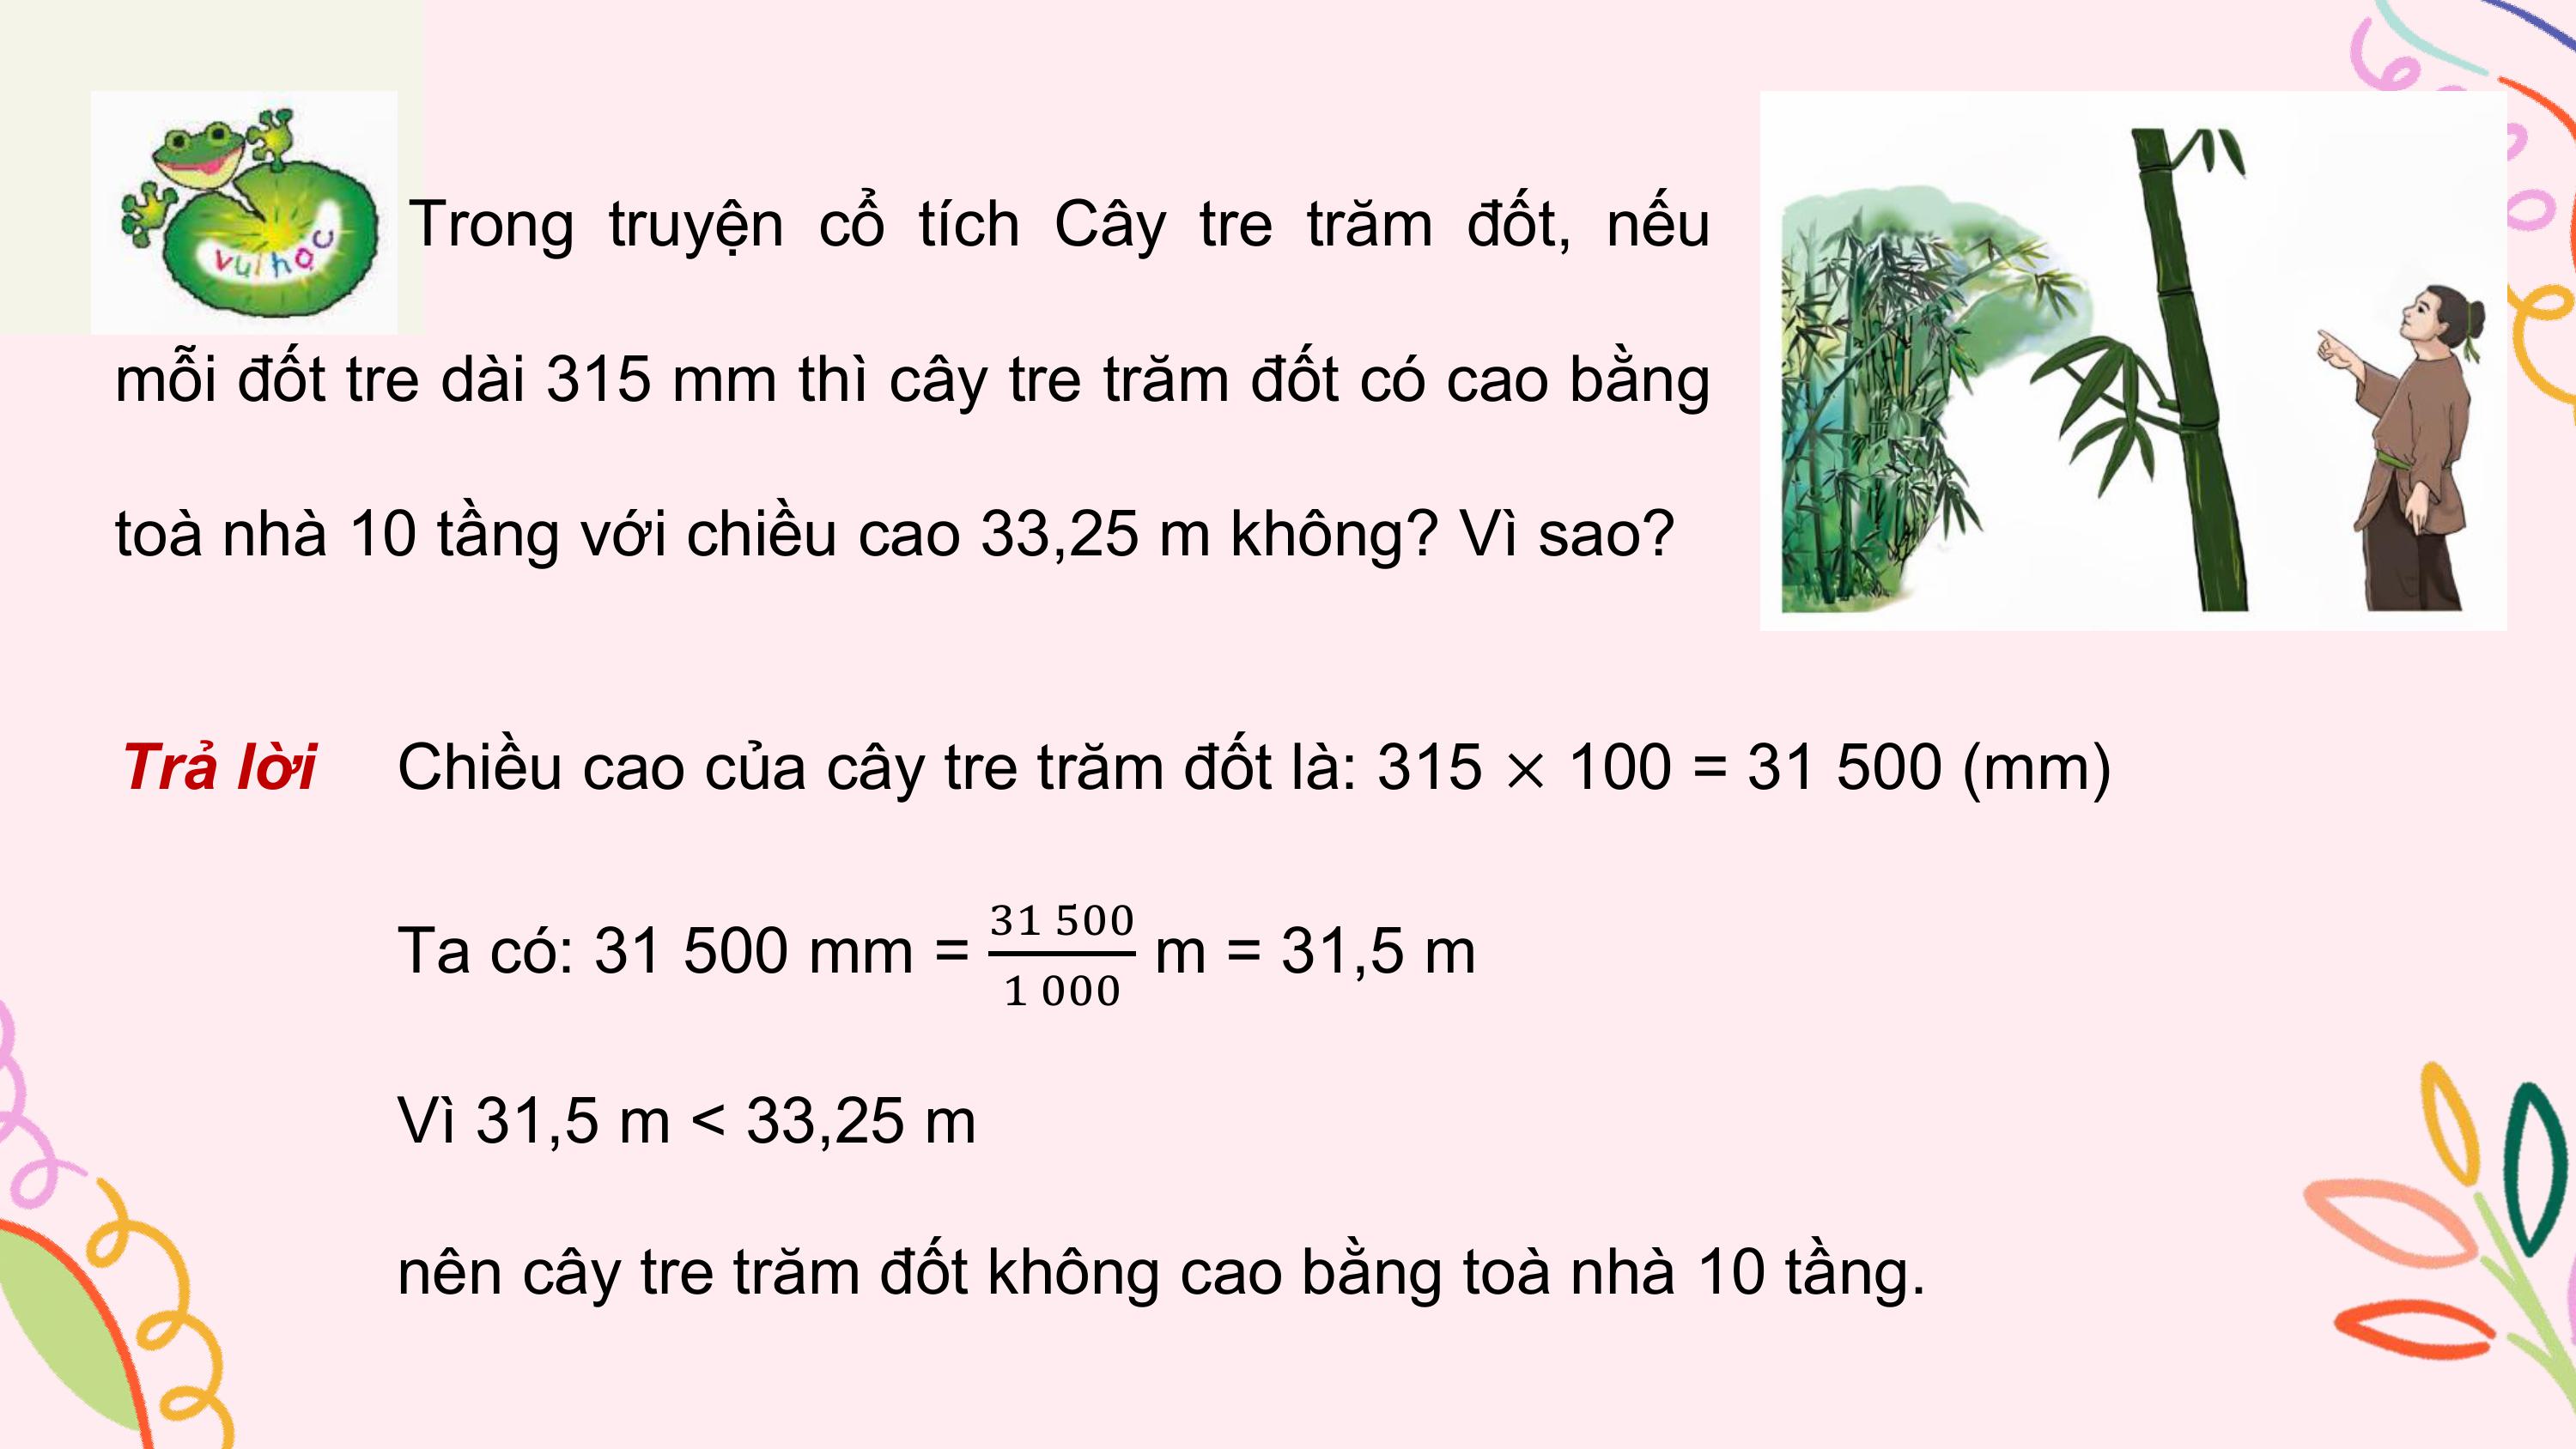 vui học
Trong truyện cổ tích Cây tre trăm đốt, nếu
mỗi đốt tre dài 315 mm thì cây tre trăm đốt có cao bằng
toà nhà 10 tầng với chiều cao 33,25 m không? Vì sao?
Trả lời Chiều cao của cây tre trăm đốt là: 315 × 100 = 31 500 (mm)
Ta có: 31 500 mm = 31 500/1 000 m = 31,5 m
Vì 31,5 m < 33,25 m
nên cây tre trăm đốt không cao bằng toà nhà 10 tầng.